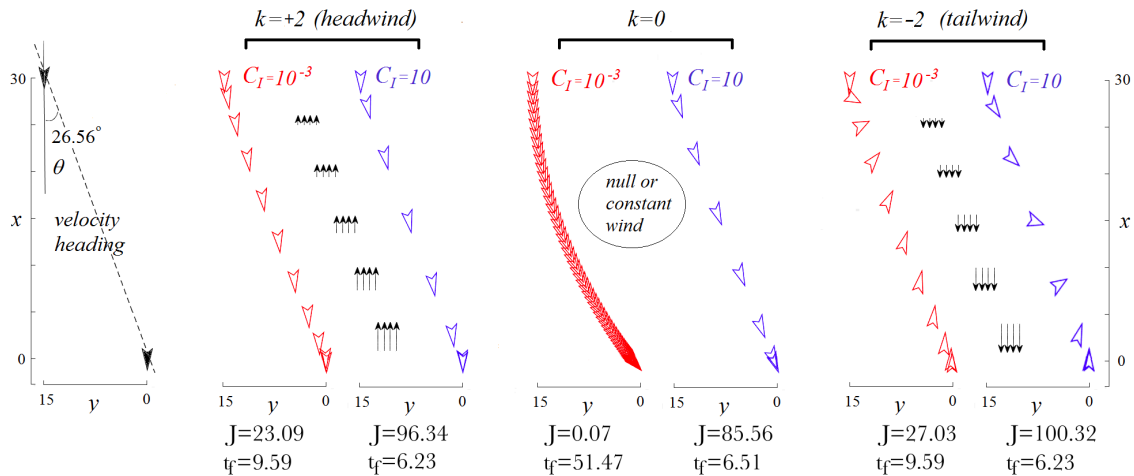 k=+2 (headwind)
k=0
k=-2 (tailwind)
30
C_I=10^-3
C_I=10
C_I=10^-3
C_I=10
C_I=10^-3
C_I=10
30
26.56°
θ
null or
constant
wind
velocity
heading
x
x
0
0
15 y 0
15 y 0
15 y 0
15 y 0
15 y 0
15 y 0
15 y 0
J=23.09
J=96.34
J=0.07
J=85.56
J=27.03
J=100.32
t_f=9.59
t_f=6.23
t_f=51.47
t_f=6.51
t_f=9.59
t_f=6.23